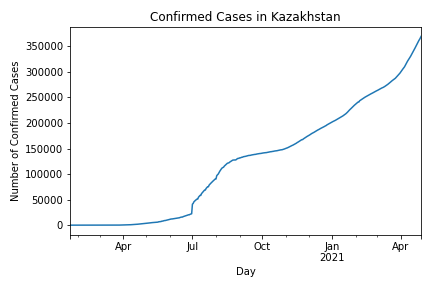 Confirmed Cases in Kazakhstan
Number of Confirmed Cases
350000
300000
250000
200000
150000
100000
50000
0
Apr Jul Oct Jan Apr
2021
Day